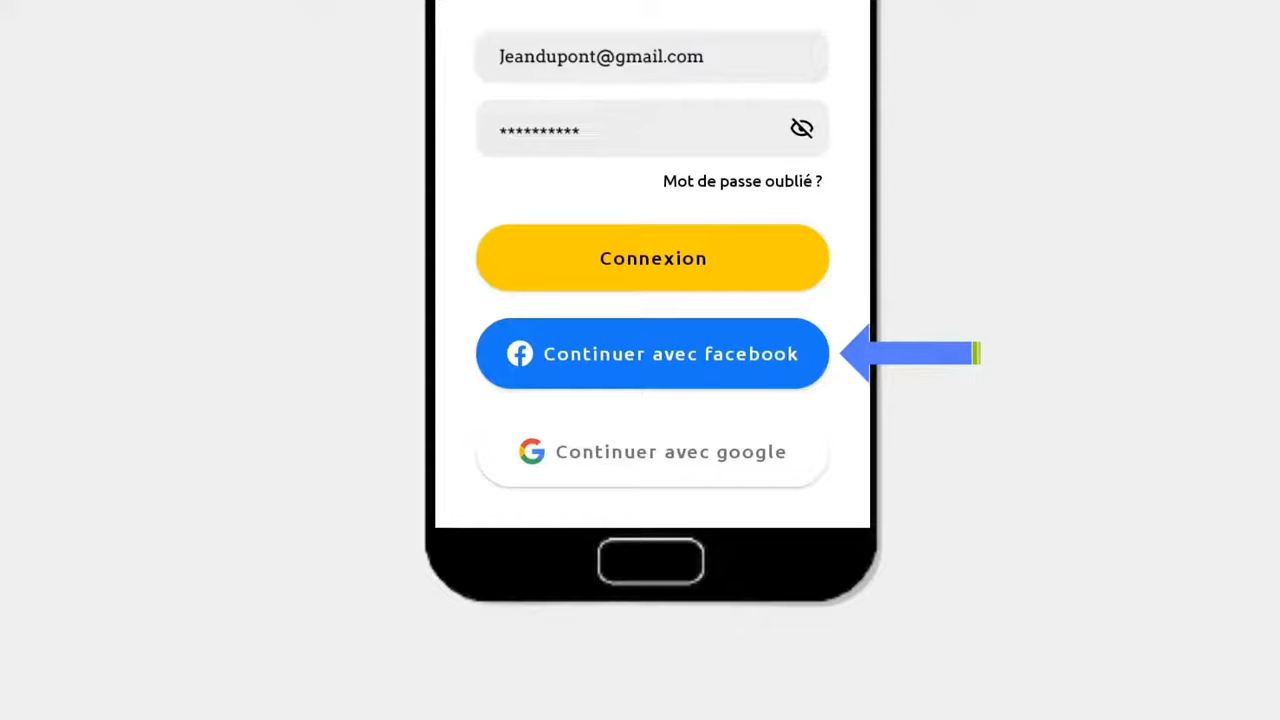 Jeandupont@gmail.com
**********
Mot de passe oublié ?
Connexion
Continuer avec facebook
Continuer avec google